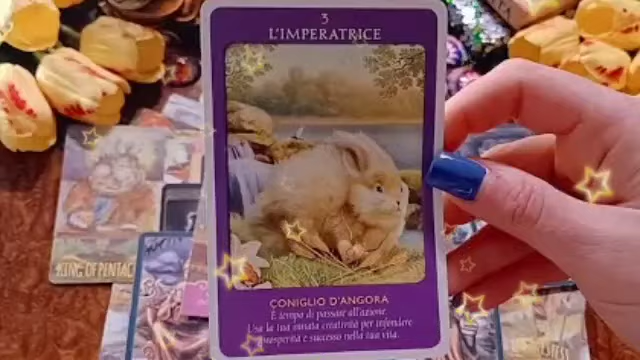 3
L'IMPERATRICE
CONIGLIO D'ANGORA
È tempo di passare all'azione.
Usa la tua innata creatività per infondere
prosperità e successo nella tua vita.
KING OF PENTAC